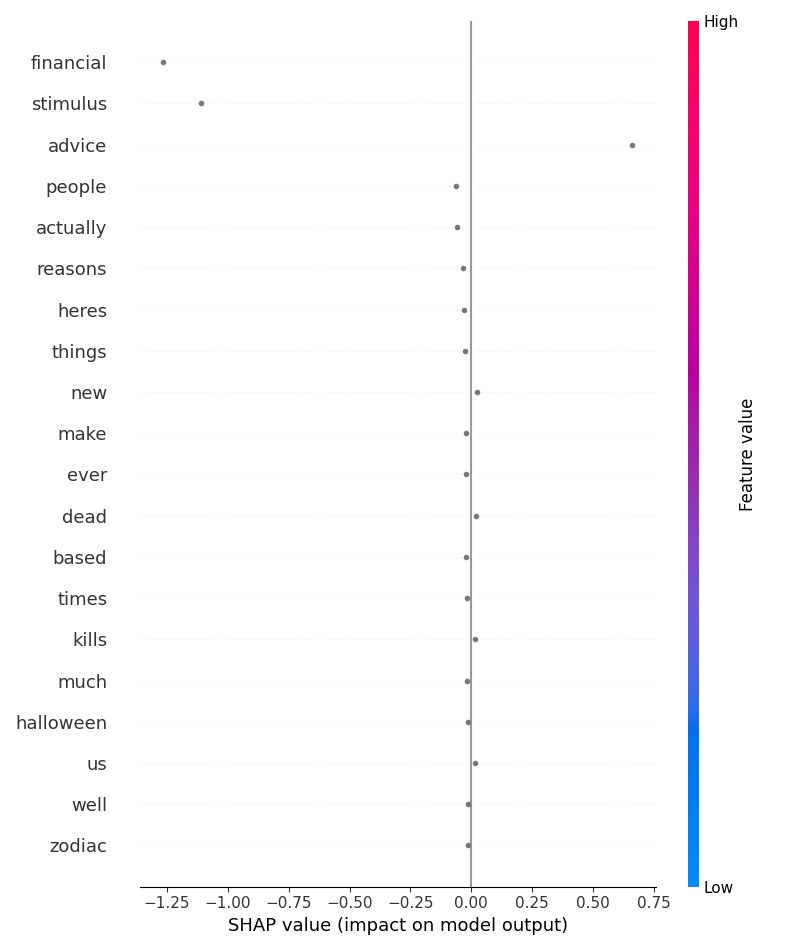 High
financial
stimulus
advice
people
actually
reasons
heres
things
new
make
ever
dead
based
times
kills
much
halloween
us
well
zodiac
Feature value
Low
−1.25 −1.00 −0.75 −0.50 −0.25 0.00 0.25 0.50 0.75
SHAP value (impact on model output)